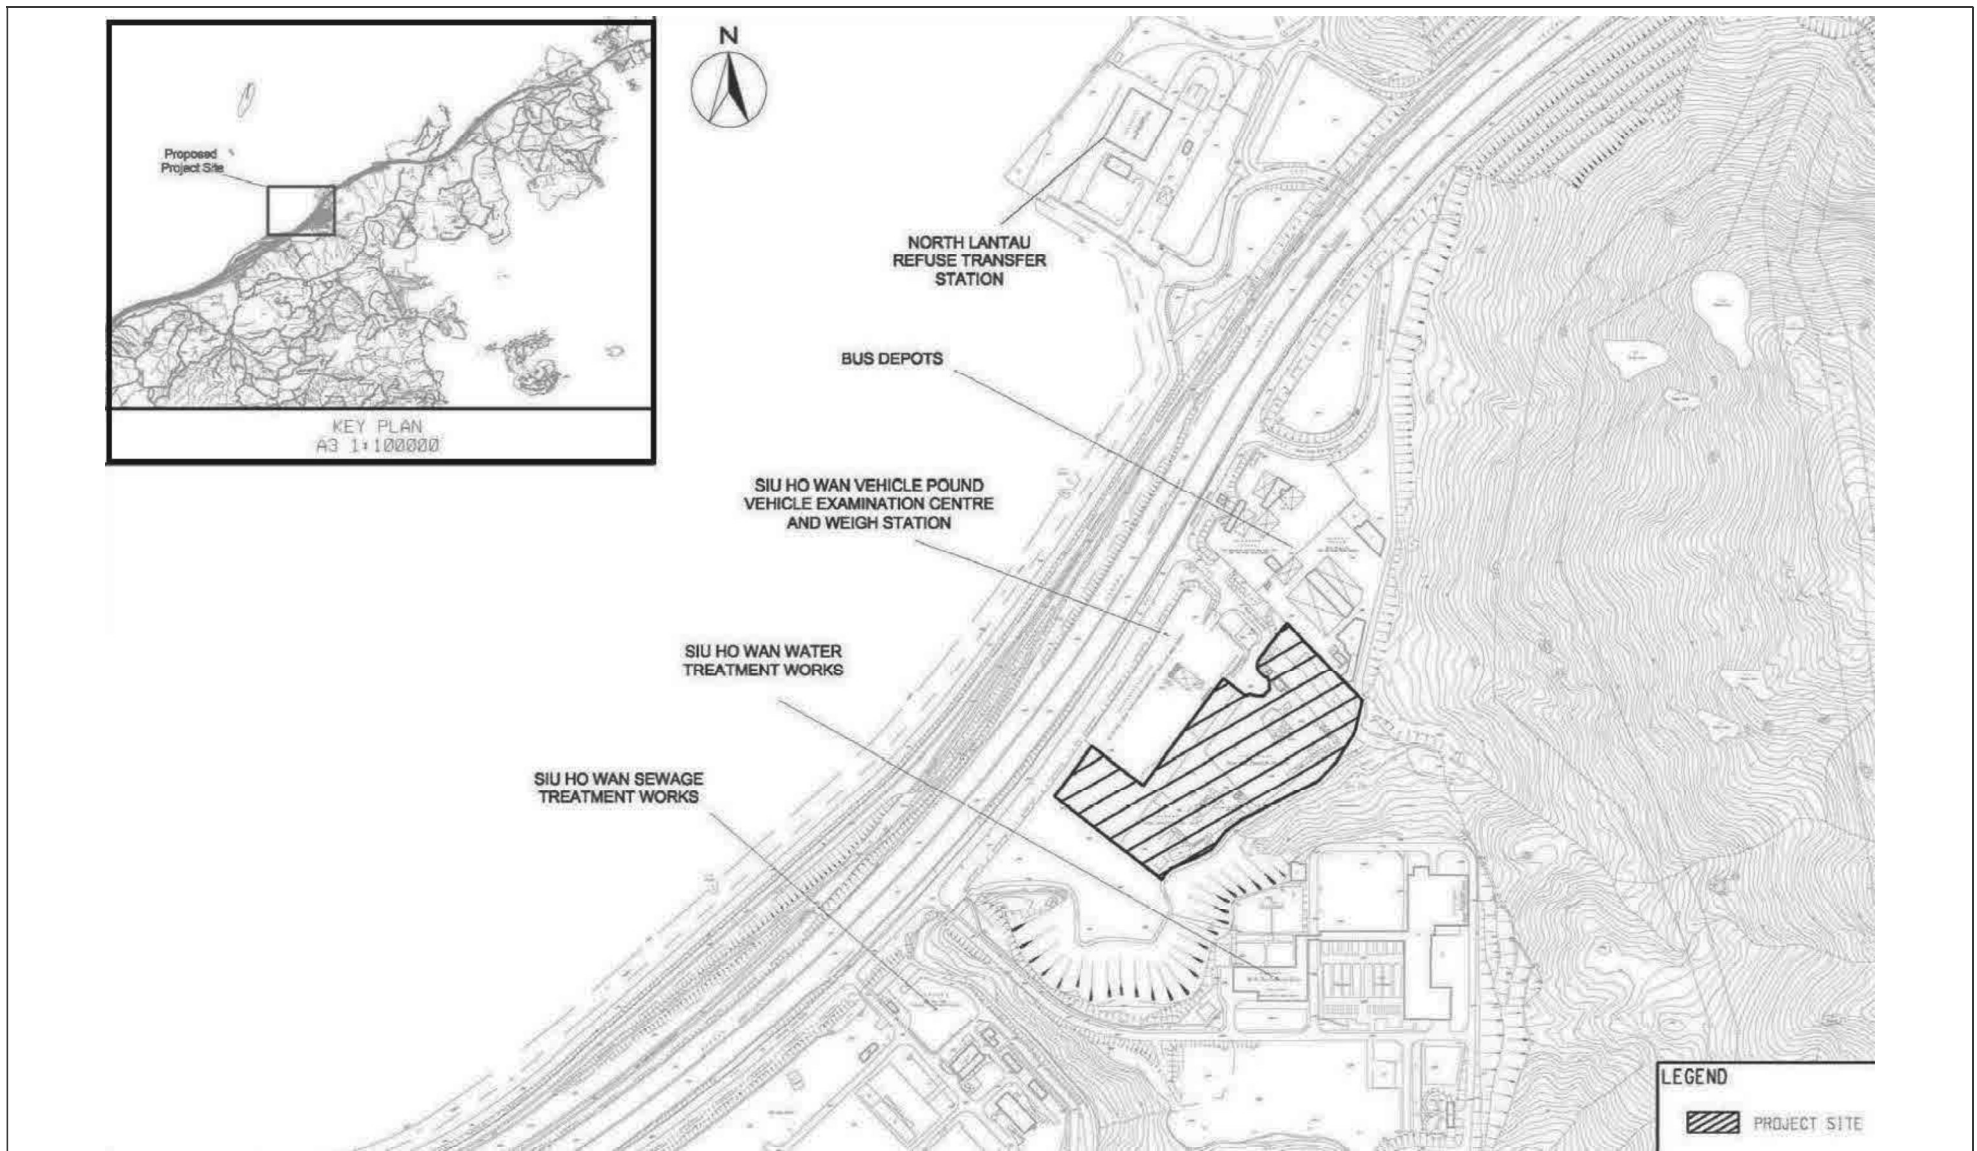 N
Proposed
Project Site
KEY PLAN
A3 1:100000
NORTH LANTAU
REFUSE TRANSFER
STATION
BUS DEPOTS
SIU HO WAN VEHICLE POUND
VEHICLE EXAMINATION CENTRE
AND WEIGH STATION
SIU HO WAN WATER
TREATMENT WORKS
SIU HO WAN SEWAGE
TREATMENT WORKS
LEGEND
PROJECT SITE